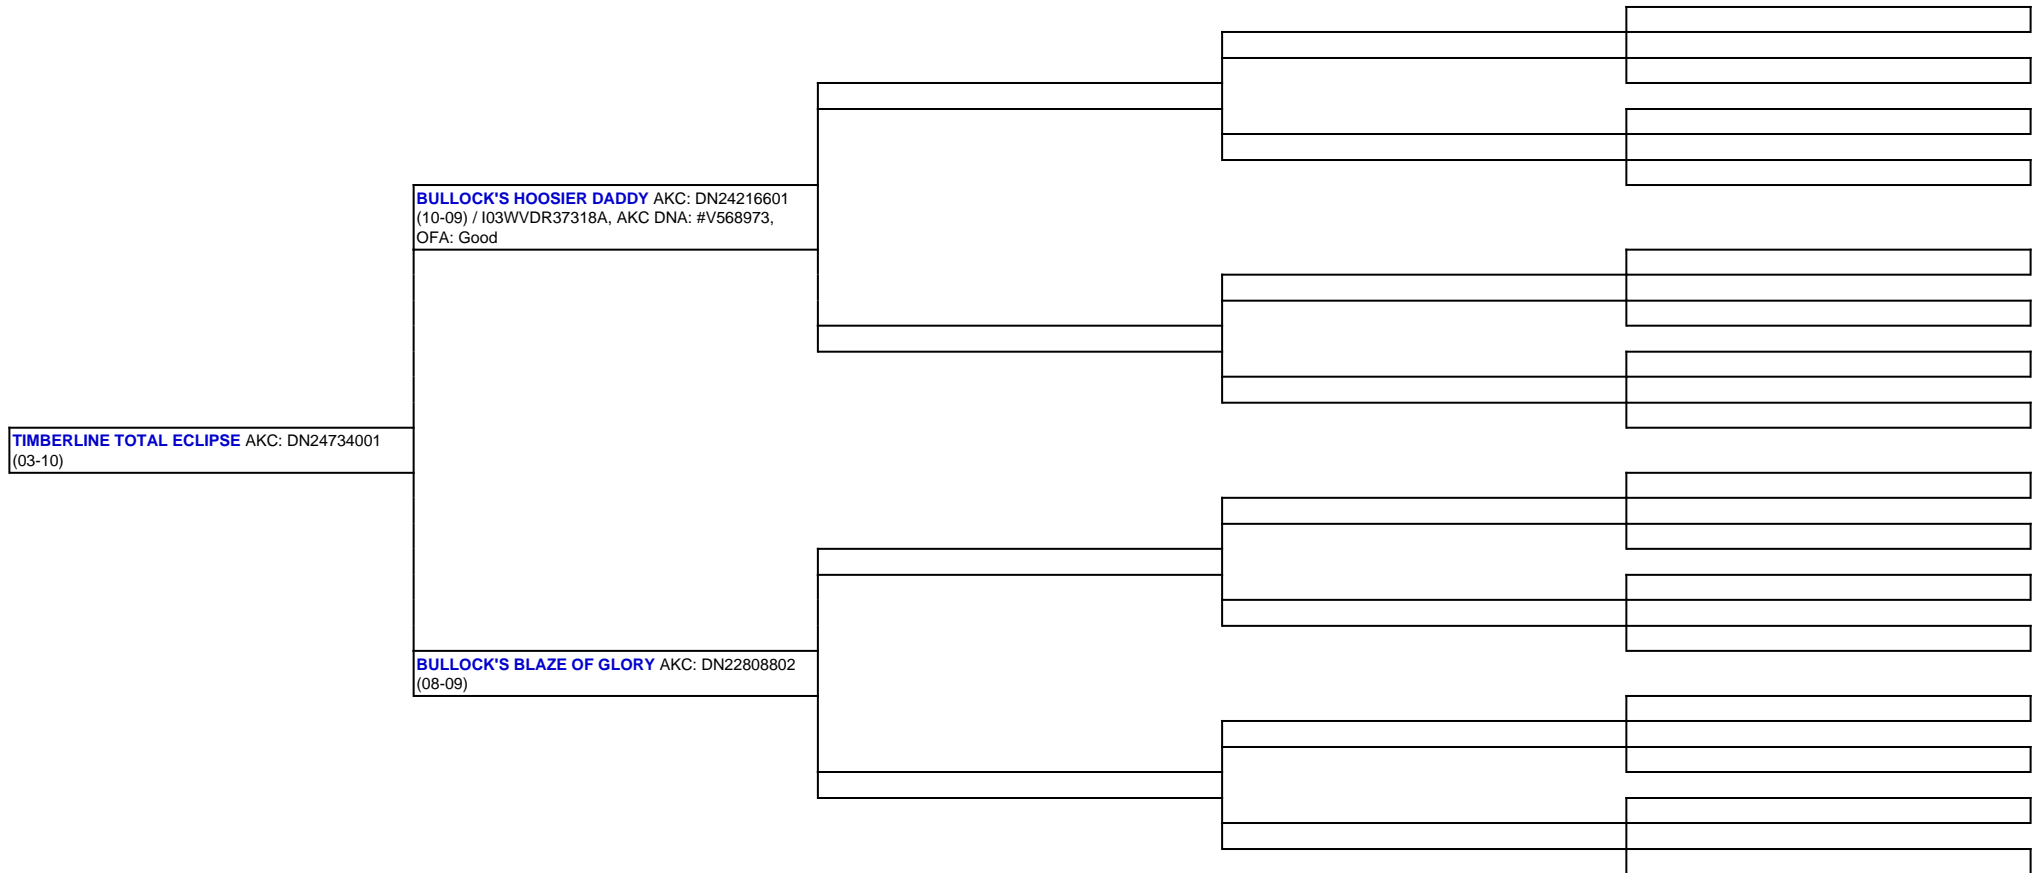 BULLOCK'S HOOSIER DADDY AKC: DN24216601
(10-09) / I03WVDR37318A, AKC DNA: #V568973,
OFA: Good
TIMBERLINE TOTAL ECLIPSE AKC: DN24734001
(03-10)
BULLOCK'S BLAZE OF GLORY AKC: DN22808802
(08-09)